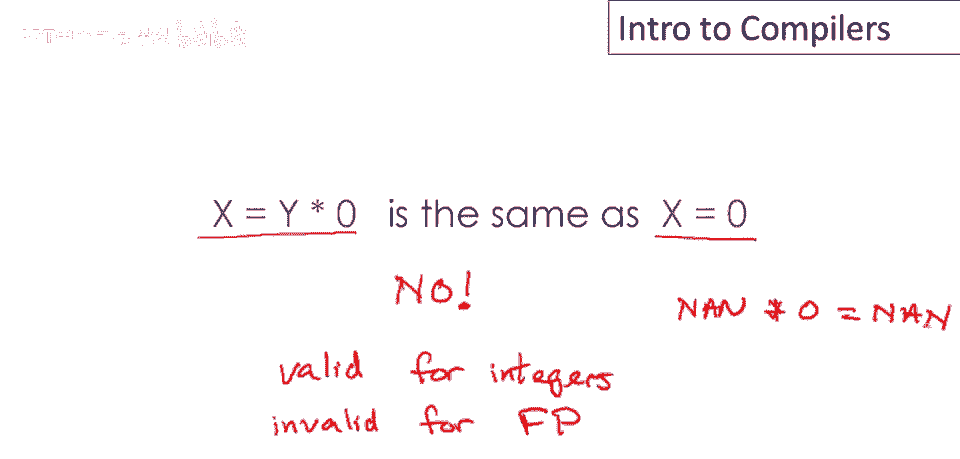 Intro to Compilers
X = Y * 0 is the same as X = 0
NO!
NAN * 0 = NAN
valid for integers
invalid for FP